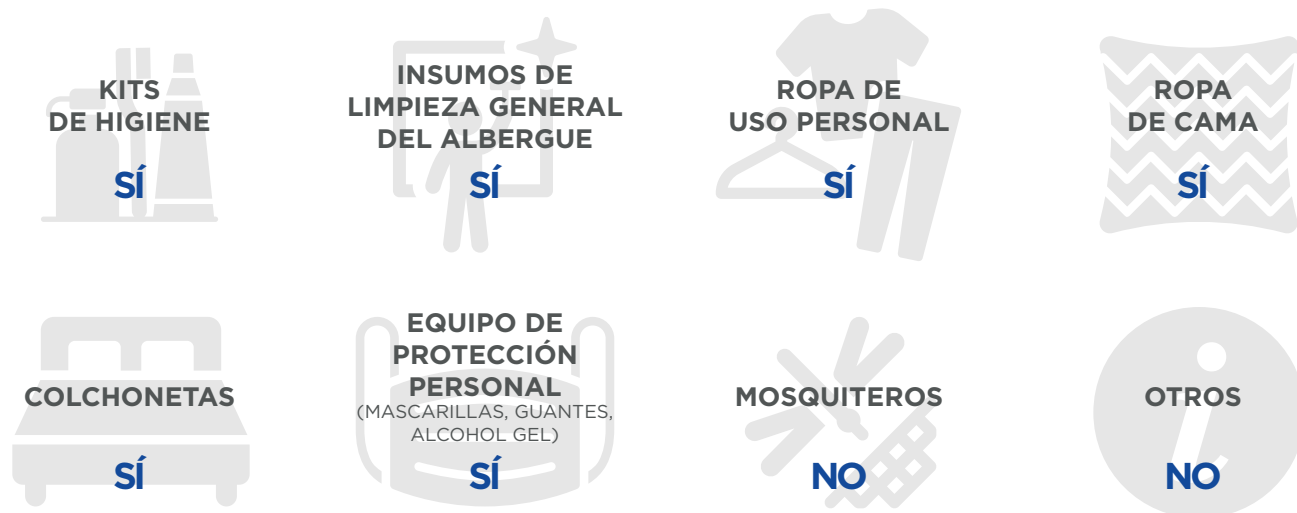 KITS
DE HIGIENE
SÍ
INSUMOS DE
LIMPIEZA GENERAL
DEL ALBERGUE
SÍ
ROPA DE
USO PERSONAL
SÍ
ROPA
DE CAMA
SÍ
COLCHONETAS
SÍ
EQUIPO DE
PROTECCIÓN
PERSONAL
(MASCARILLAS, GUANTES,
ALCOHOL GEL)
SÍ
MOSQUITEROS
NO
OTROS
NO